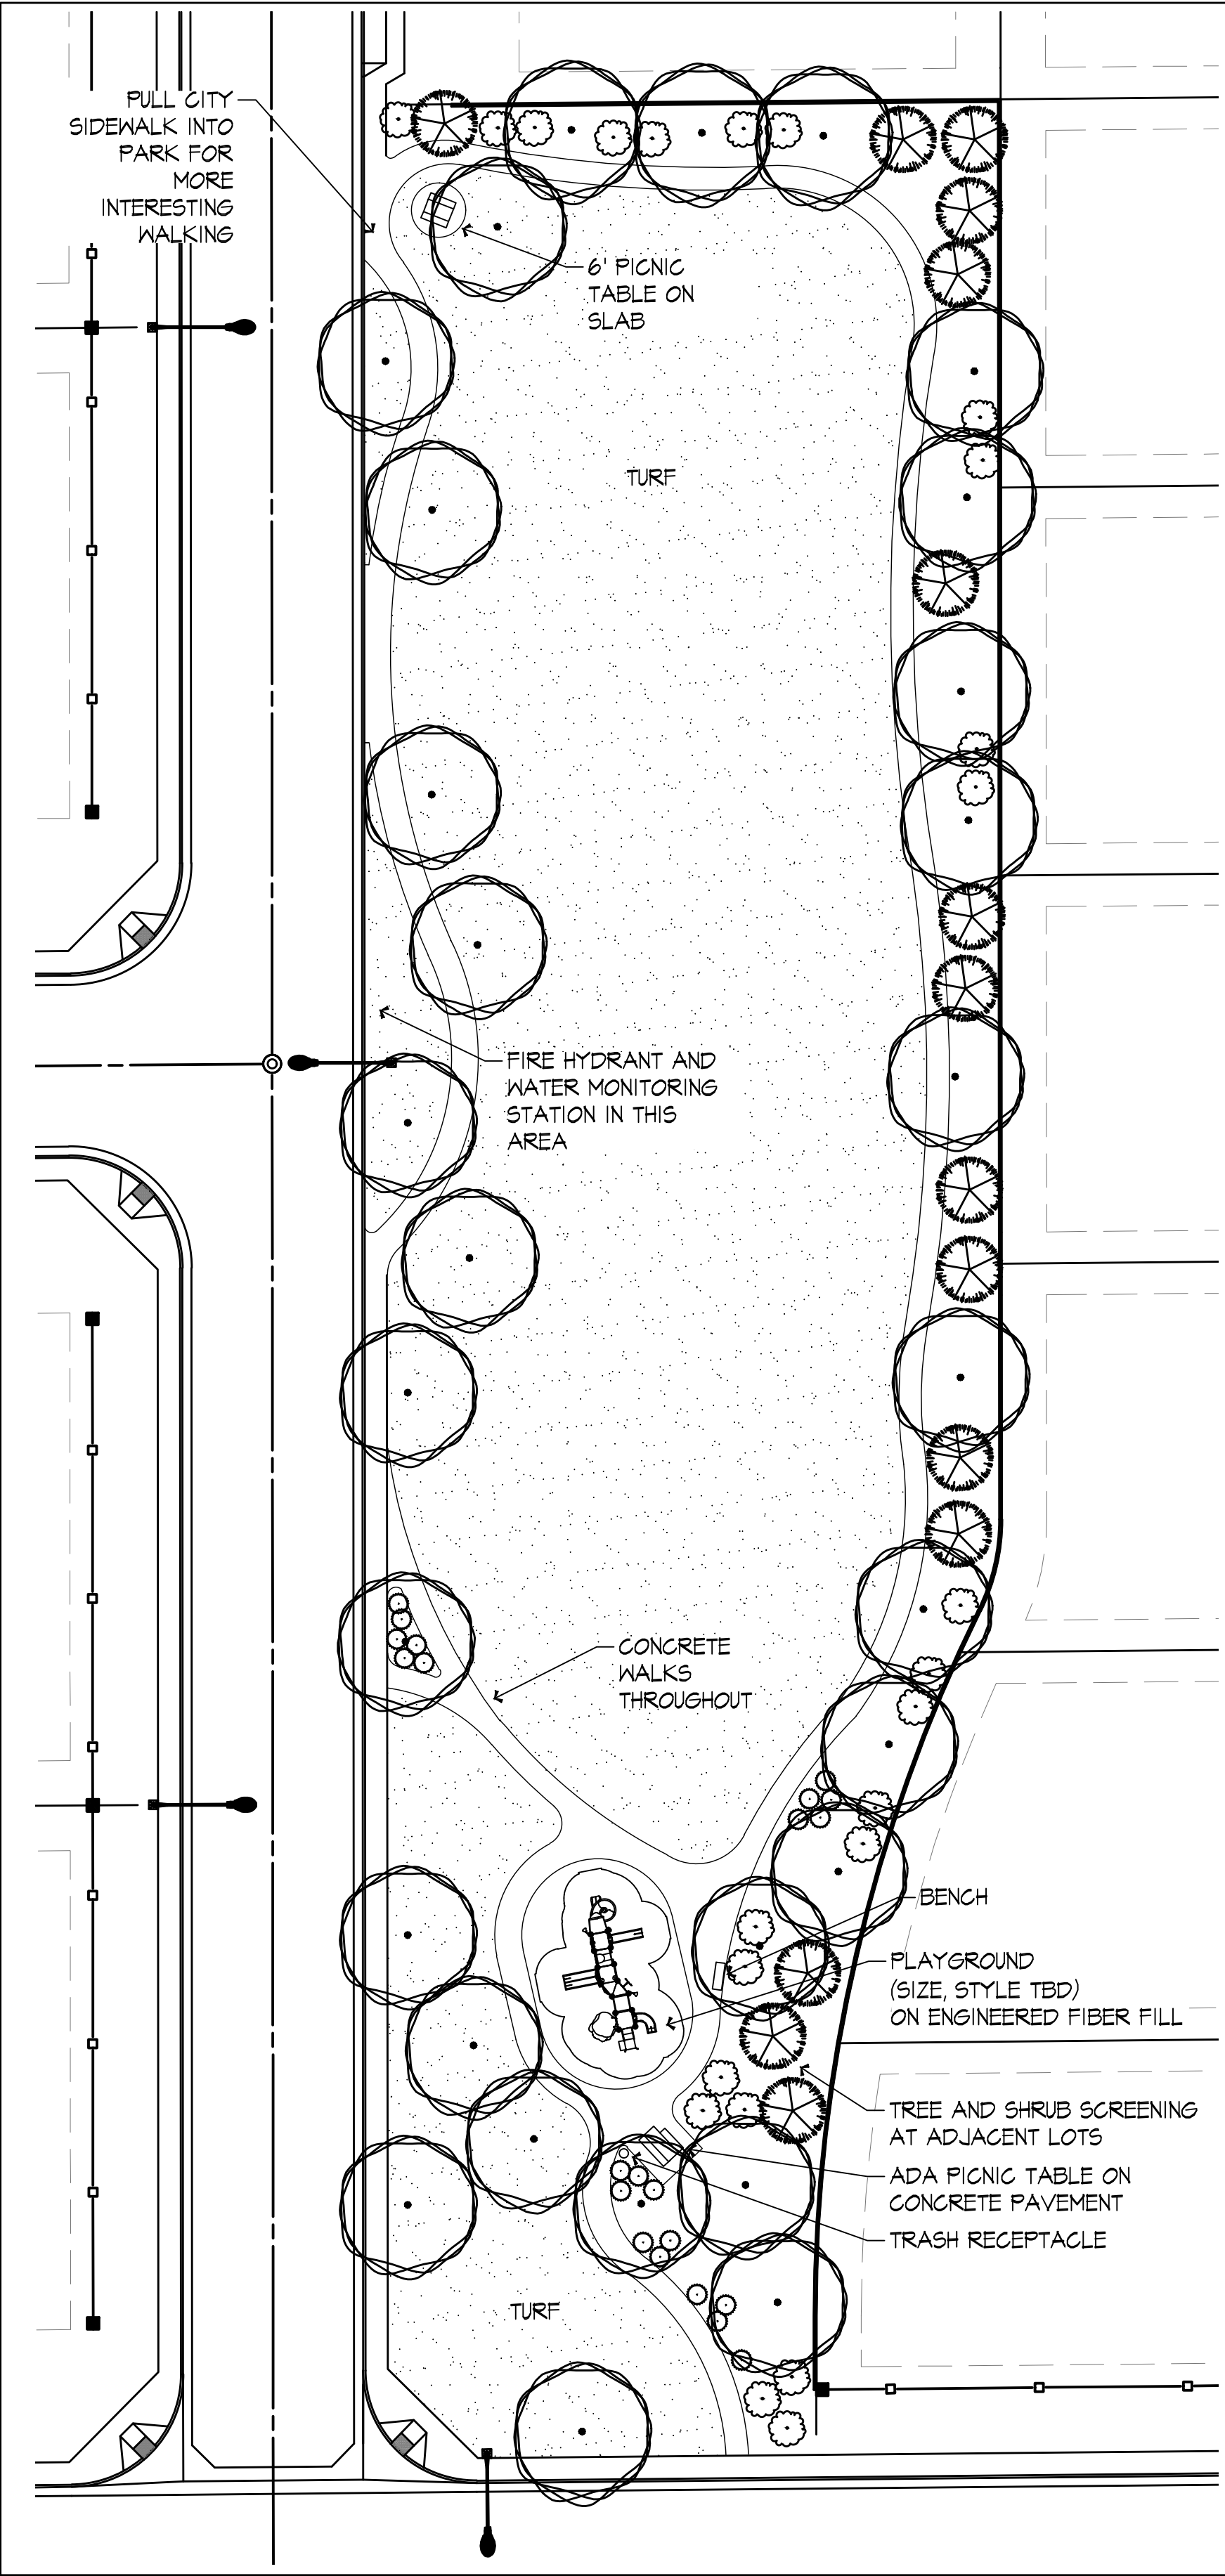 PULL CITY
SIDEWALK INTO
PARK FOR
MORE
INTERESTING
WALKING
6' PICNIC
TABLE ON
SLAB
TURF
FIRE HYDRANT AND
WATER MONITORING
STATION IN THIS
AREA
CONCRETE
WALKS
THROUGHOUT
BENCH
PLAYGROUND
(SIZE, STYLE TBD)
ON ENGINEERED FIBER FILL
TREE AND SHRUB SCREENING
AT ADJACENT LOTS
ADA PICNIC TABLE ON
CONCRETE PAVEMENT
TRASH RECEPTACLE
TURF